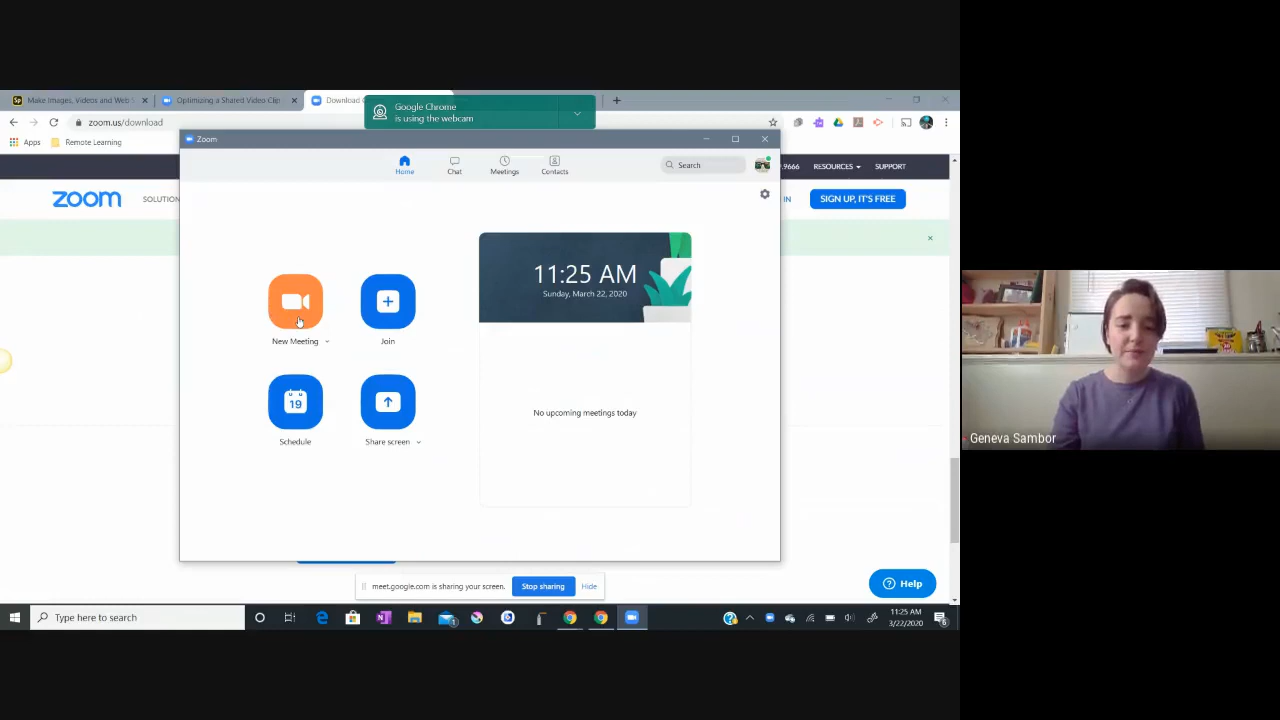 Make Images, Videos and Web
Optimizing a Shared Video Clip
Download
Google Chrome
is using the webcam
zoom.us/download
Apps
Remote Learning
Zoom
Home
Chat
Meetings
Contacts
Search
.9666
RESOURCES
SUPPORT
zoom
SOLUTION
IN
SIGN UP, IT'S FREE
11:25 AM
Sunday, March 22, 2020
New Meeting
Join
19
Schedule
Share screen
No upcoming meetings today
Geneva Sambor
meet.google.com is sharing your screen.
Stop sharing
Hide
Help
Type here to search
11:25 AM
3/22/2020